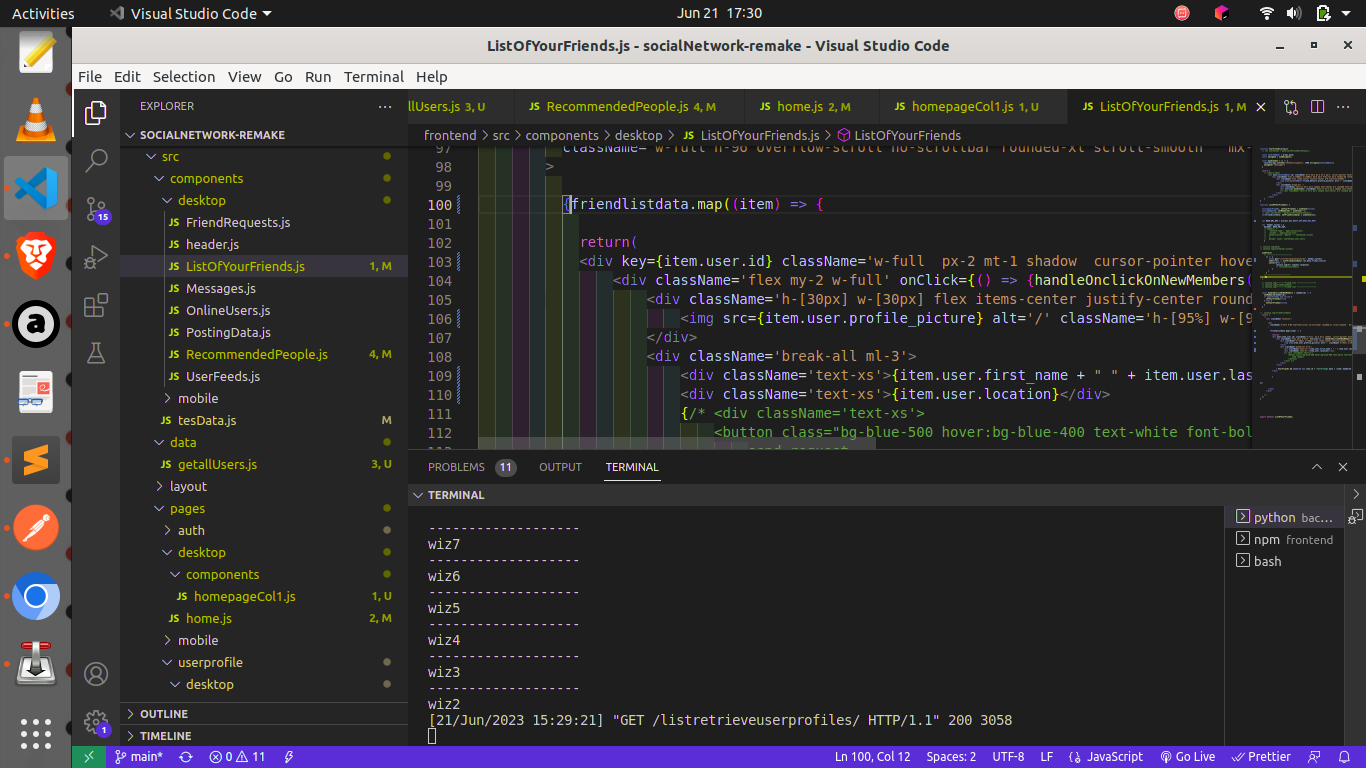 Activities Visual Studio Code Jun 21 17:30
ListOfYourFriends.js - socialNetwork-remake - Visual Studio Code
File Edit Selection View Go Run Terminal Help
EXPLORER
SOCIALNETWORK-REMAKE
src
components
desktop
JS FriendRequests.js
JS header.js
JS ListOfYourFriends.js 1, M
JS Messages.js
JS OnlineUsers.js
JS PostingData.js
JS RecommendedPeople.js 4, M
JS UserFeeds.js
mobile
JS tesData.js M
data
JS getallUsers.js 3, U
layout
pages
auth
desktop
components
JS homepageCol1.js 1, U
JS home.js 2, M
mobile
userprofile
desktop
OUTLINE
TIMELINE
15
1
llUsers.js 3, U JS RecommendedPeople.js 4, M JS home.js 2, M JS homepageCol1.js 1, U JS ListOfYourFriends.js 1, M
frontend > src > components > desktop > JS ListOfYourFriends.js > ListOfYourFriends
97 className="w-full h-96 overflow-scroll no-scrollbar rounded-xl scroll-smooth mx-
98 >
99
100 {friendlistdata.map((item) => {
101
102 return(
103 <div key={item.user.id} className='w-full px-2 mt-1 shadow cursor-pointer hove
104 <div className='flex my-2 w-full' onClick={() => {handleOnclickOnNewMembers(
105 <div className='h-[30px] w-[30px] flex items-center justify-center roun
106 <img src={item.user.profile_picture} alt='/' className='h-[95%] w-[9
107 </div>
108 <div className='break-all ml-3'>
109 <div className='text-xs'>{item.user.first_name + " " + item.user.las
110 <div className='text-xs'>{item.user.location}</div>
111 {/* <div className='text-xs'>
112 <button class="bg-blue-500 hover:bg-blue-400 text-white font-bol
PROBLEMS 11 OUTPUT TERMINAL
TERMINAL
-------------------
wiz7
-------------------
wiz6
-------------------
wiz5
-------------------
wiz4
-------------------
wiz3
-------------------
wiz2
[21/Jun/2023 15:29:21] "GET /listretrieveuserprofiles/ HTTP/1.1" 200 3058
python bac...
npm frontend
bash
main* 0 11 Ln 100, Col 12 Spaces: 2 UTF-8 LF {} JavaScript Go Live Prettier